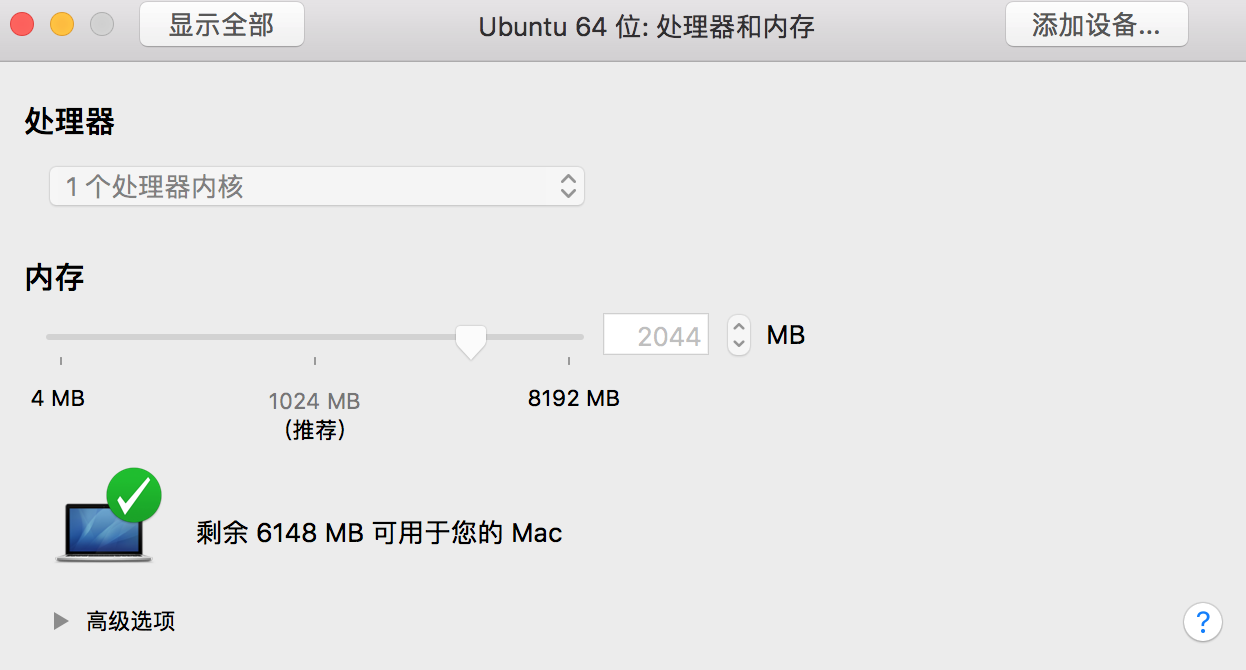 显示全部
Ubuntu 64 位: 处理器和内存
添加设备...
处理器
1 个处理器内核
内存
2044
MB
4 MB
1024 MB
(推荐)
8192 MB
剩余 6148 MB 可用于您的 Mac
高级选项
?